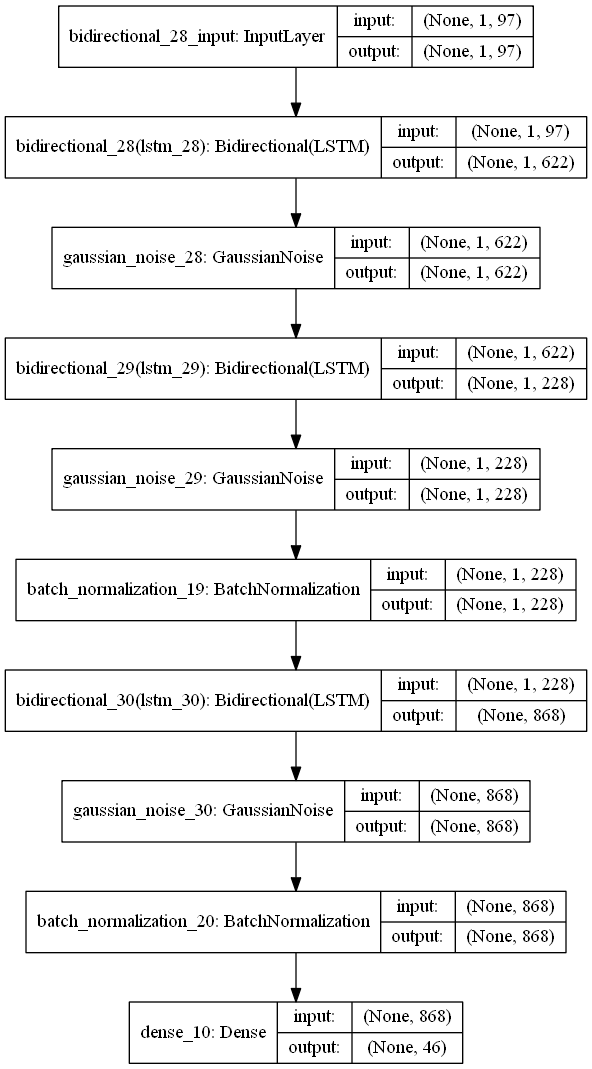 bidirectional_28_input: InputLayer
input: (None, 1, 97)
output: (None, 1, 97)
bidirectional_28(lstm_28): Bidirectional(LSTM)
input: (None, 1, 97)
output: (None, 1, 622)
gaussian_noise_28: GaussianNoise
input: (None, 1, 622)
output: (None, 1, 622)
bidirectional_29(lstm_29): Bidirectional(LSTM)
input: (None, 1, 622)
output: (None, 1, 228)
gaussian_noise_29: GaussianNoise
input: (None, 1, 228)
output: (None, 1, 228)
batch_normalization_19: BatchNormalization
input: (None, 1, 228)
output: (None, 1, 228)
bidirectional_30(lstm_30): Bidirectional(LSTM)
input: (None, 1, 228)
output: (None, 868)
gaussian_noise_30: GaussianNoise
input: (None, 868)
output: (None, 868)
batch_normalization_20: BatchNormalization
input: (None, 868)
output: (None, 868)
dense_10: Dense
input: (None, 868)
output: (None, 46)